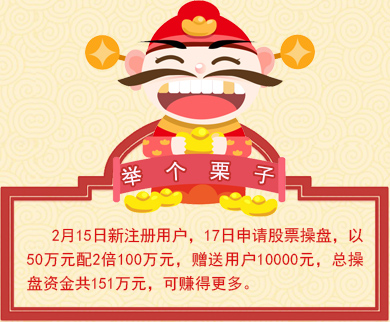 举个栗子
2月15日新注册用户，17日申请股票操盘，以
50万元配2倍100万元，赠送用户10000元，总操
盘资金共151万元，可赚得更多。